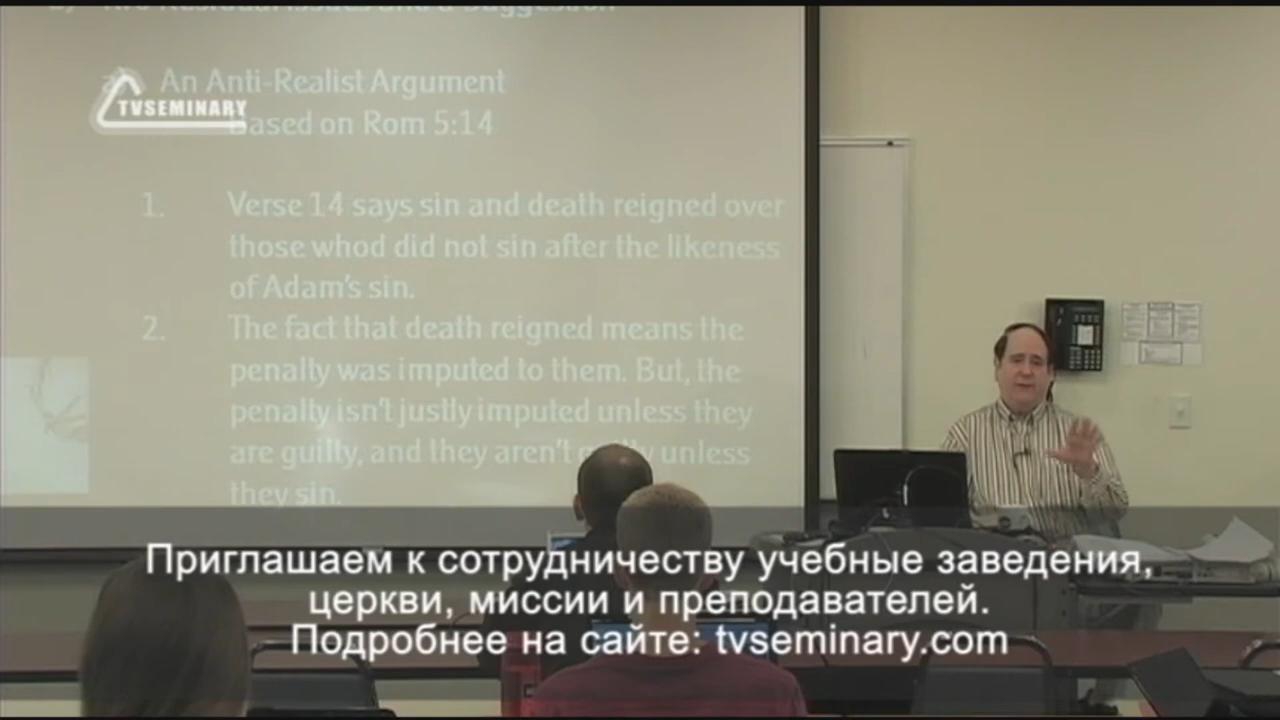 An Anti-Realist Argument
TVSEMINARY
Based on Rom 5:14
1. Verse 14 says sin and death reigned over
those whod did not sin after the likeness
of Adam's sin.
2. The fact that death reigned means the
penalty was imputed to them. But, the
penalty isn't justly imputed unless they
are guilty, and they aren't guilty unless
they sin.
Приглашаем к сотрудничеству учебные заведения,
церкви, миссии и преподавателей.
Подробнее на сайте: tvseminary.com